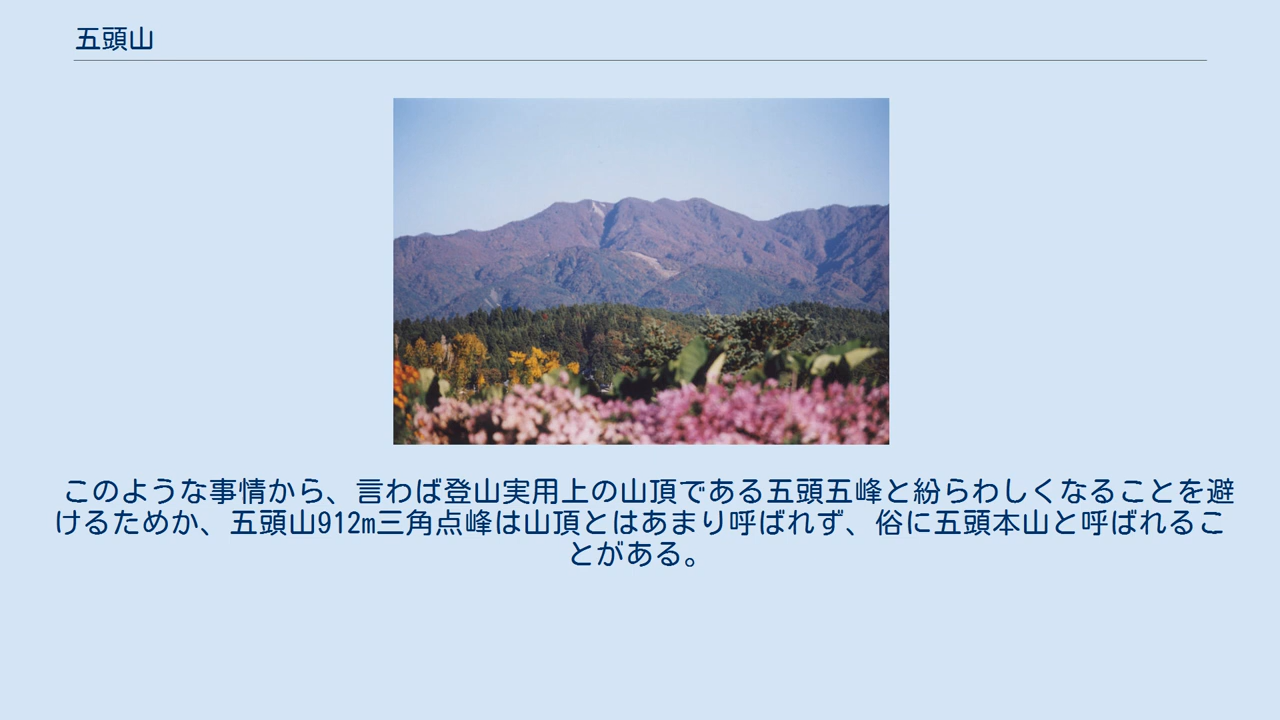 五頭山
このような事情から、言わば登山実用上の山頂である五頭五峰と紛らわしくなることを避
けるためか、五頭山912m三角点峰は山頂とはあまり呼ばれず、俗に五頭本山と呼ばれるこ
とがある。